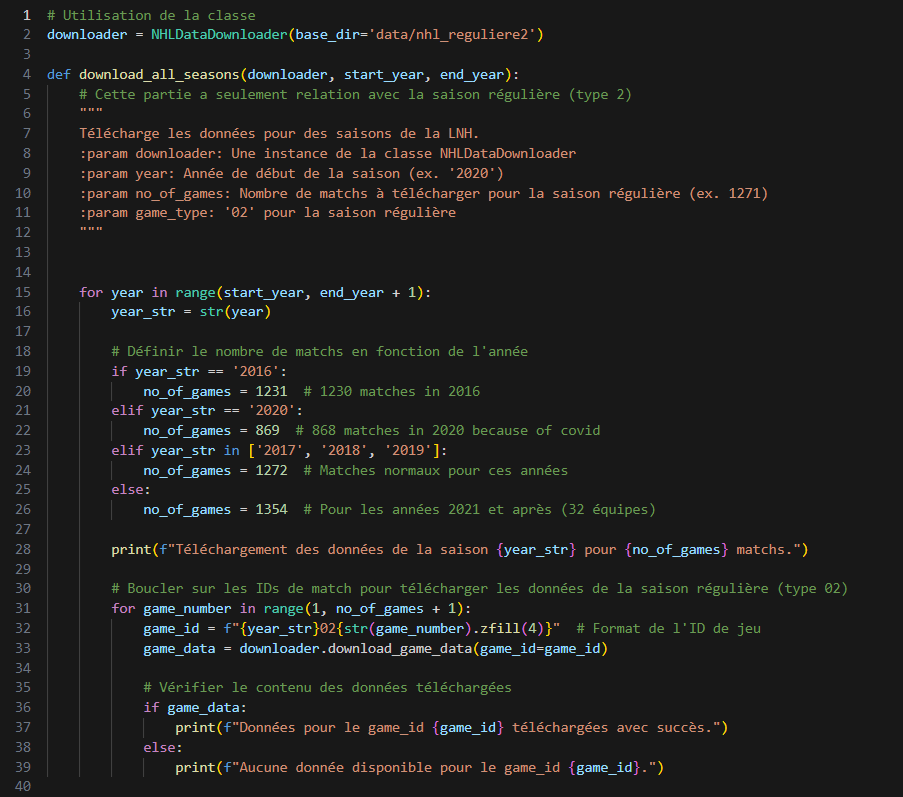 1 # Utilisation de la classe
2 downloader = NHLDataDownloader(base_dir='data/nhl_reguliere2')
3
4 def download_all_seasons(downloader, start_year, end_year):
5 # Cette partie a seulement relation avec la saison régulière (type 2)
6 """
7 Télécharge les données pour des saisons de la LNH.
8 :param downloader: Une instance de la classe NHLDataDownloader
9 :param year: Année de début de la saison (ex. '2020')
10 :param no_of_games: Nombre de matchs à télécharger pour la saison régulière (ex. 1271)
11 :param game_type: '02' pour la saison régulière
12 """
13
14
15 for year in range(start_year, end_year + 1):
16 year_str = str(year)
17
18 # Définir le nombre de matchs en fonction de l'année
19 if year_str == '2016':
20 no_of_games = 1231 # 1230 matches in 2016
21 elif year_str == '2020':
22 no_of_games = 869 # 868 matches in 2020 because of covid
23 elif year_str in ['2017', '2018', '2019']:
24 no_of_games = 1272 # Matches normaux pour ces années
25 else:
26 no_of_games = 1354 # Pour les années 2021 et après (32 équipes)
27
28 print(f"Téléchargement des données de la saison {year_str} pour {no_of_games} matchs.")
29
30 # Boucler sur les IDs de match pour télécharger les données de la saison régulière (type 02)
31 for game_number in range(1, no_of_games + 1):
32 game_id = f"{year_str}02{str(game_number).zfill(4)}" # Format de l'ID de jeu
33 game_data = downloader.download_game_data(game_id=game_id)
34
35 # Vérifier le contenu des données téléchargées
36 if game_data:
37 print(f"Données pour le game_id {game_id} téléchargées avec succès.")
38 else:
39 print(f"Aucune donnée disponible pour le game_id {game_id}.")
40